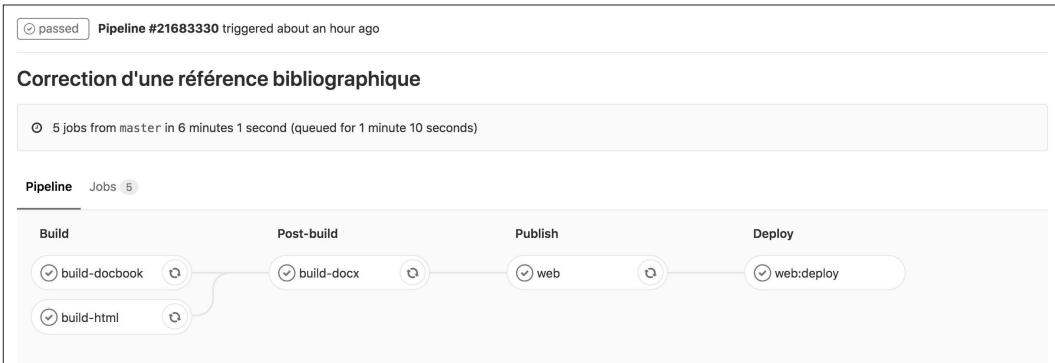 passed Pipeline #21683330 triggered about an hour ago
Correction d'une référence bibliographique
5 jobs from master in 6 minutes 1 second (queued for 1 minute 10 seconds)
Pipeline Jobs 5
Build Post-build Publish Deploy
build-docbook build-docx web web:deploy
build-html